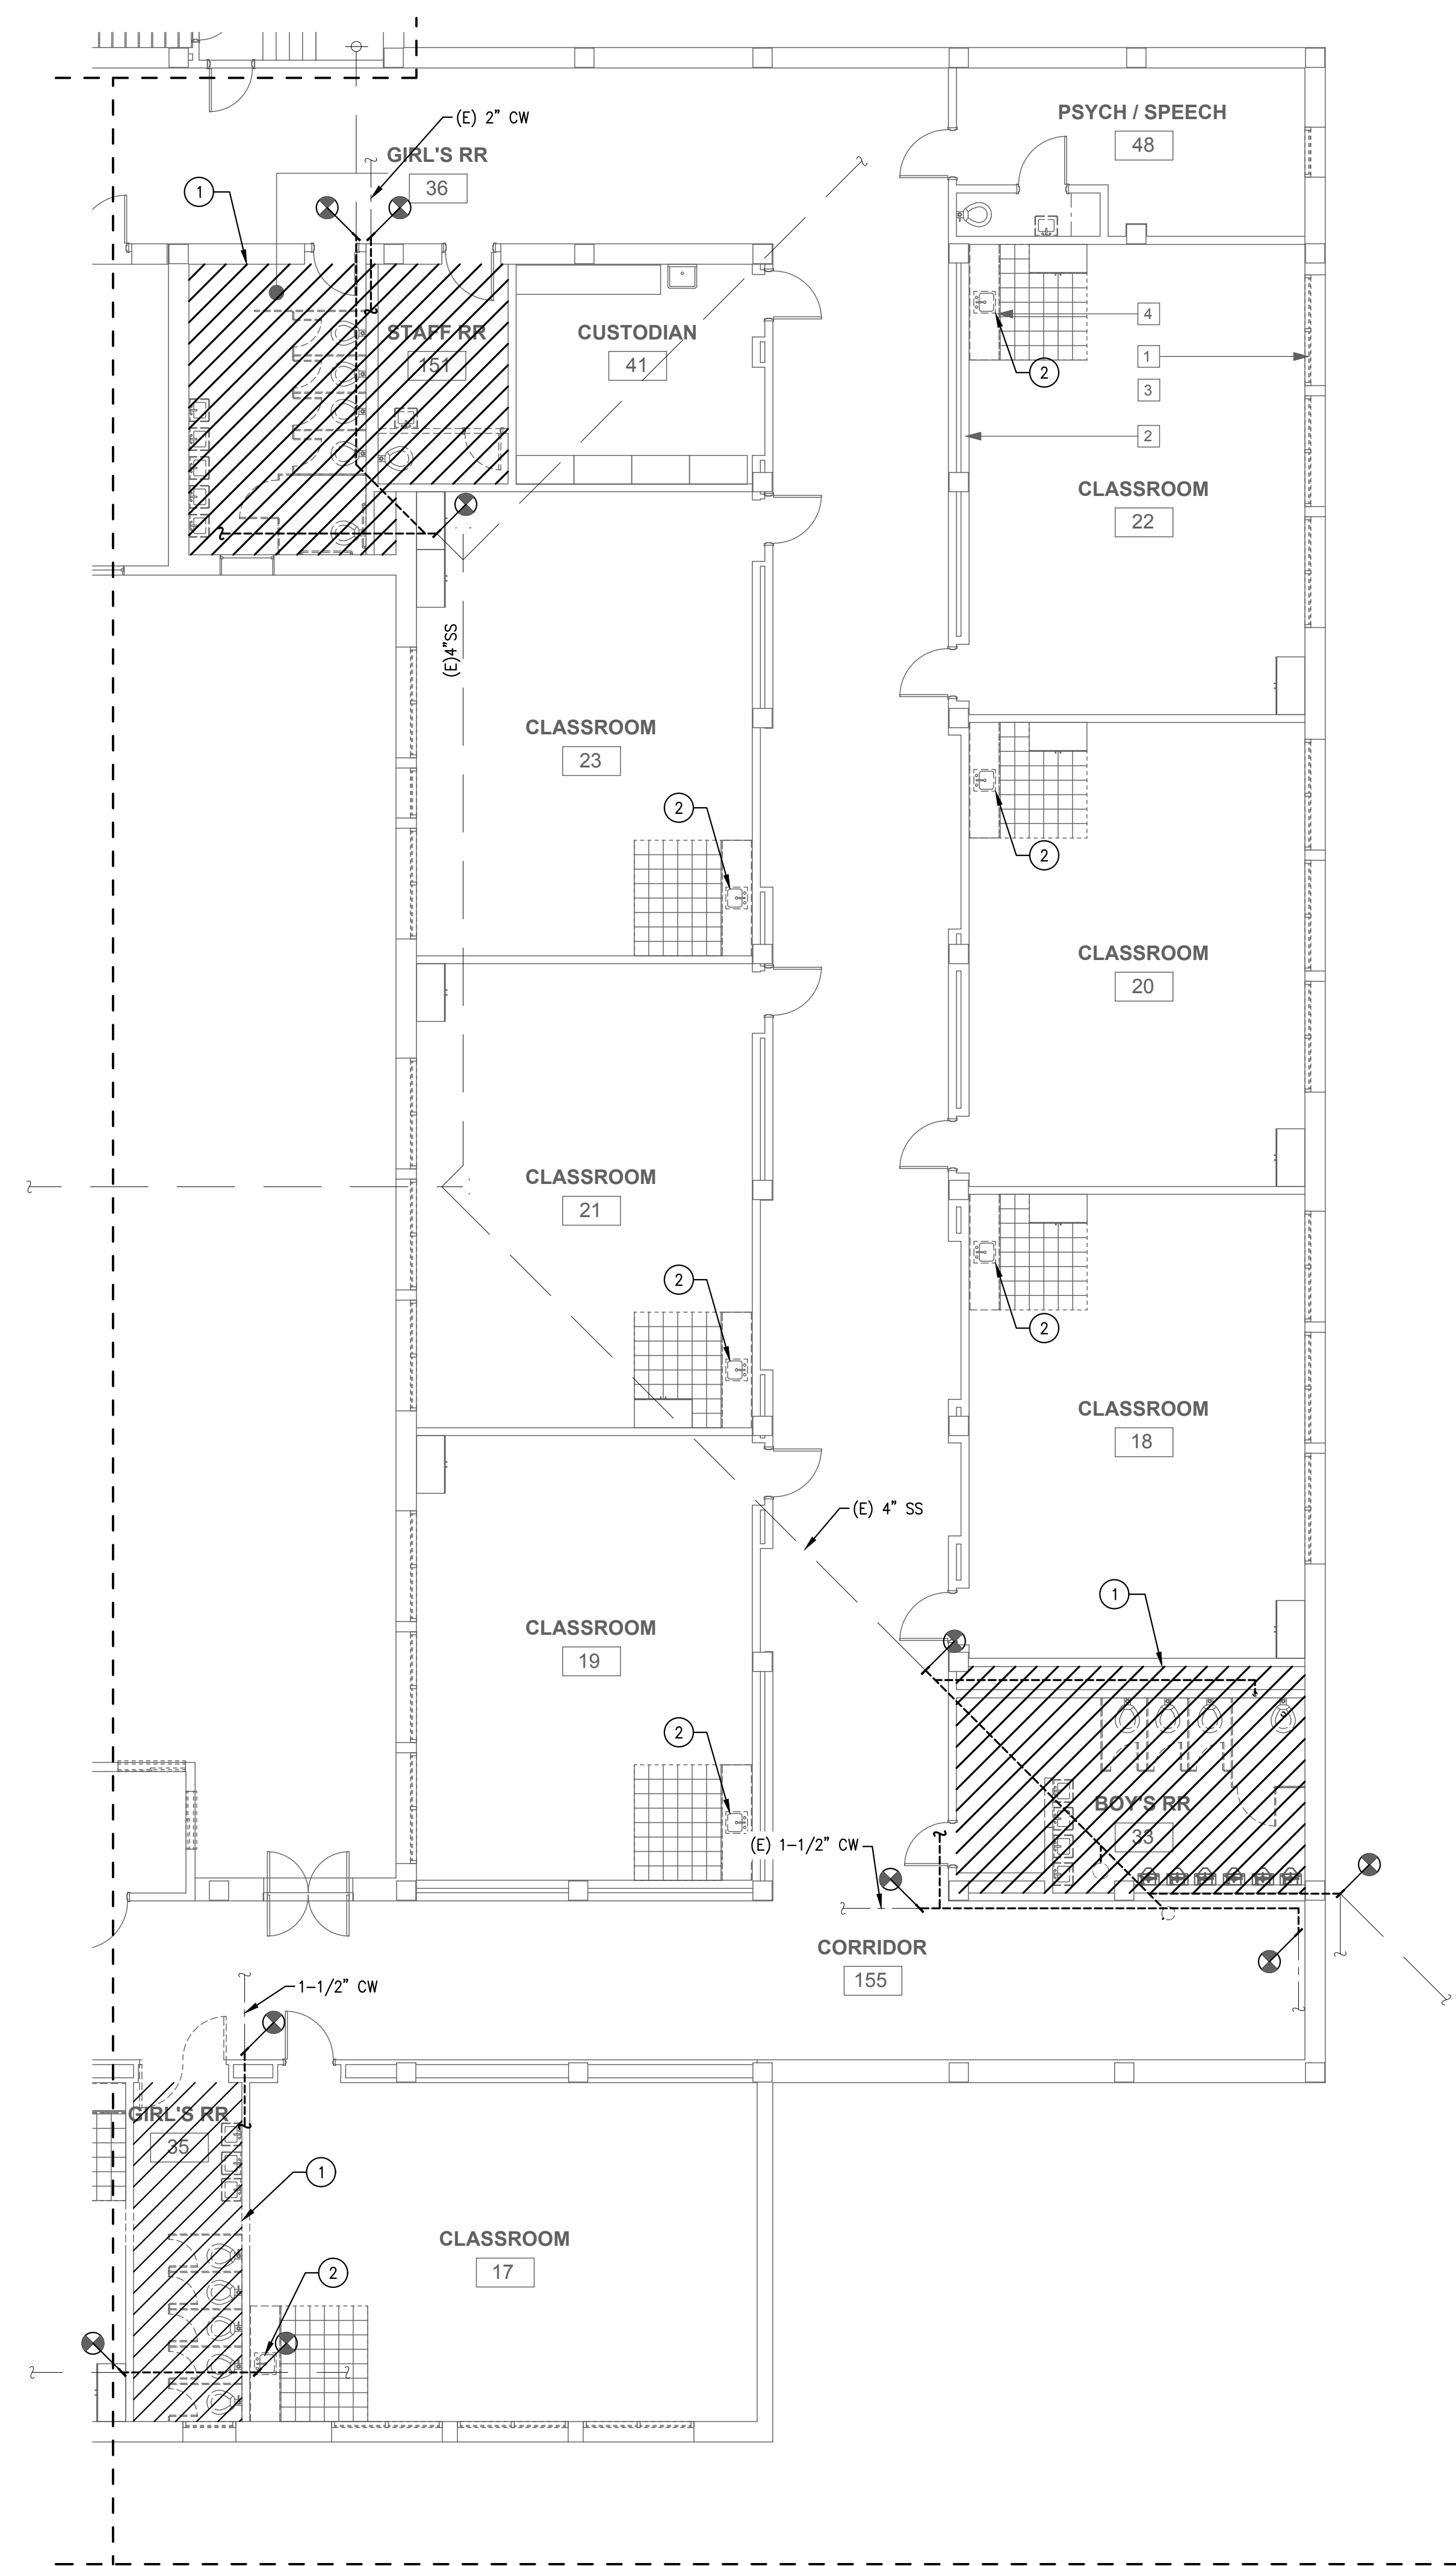 (E) 2" CW
PSYCH / SPEECH
48
GIRL'S RR
36
1
STAFF RR
151
CUSTODIAN
41
4
1
3
2
2
CLASSROOM
22
(E)4"SS
CLASSROOM
23
2
2
CLASSROOM
20
CLASSROOM
21
2
2
CLASSROOM
18
(E) 4" SS
1
CLASSROOM
19
2
BOY'S RR
33
(E) 1-1/2" CW
CORRIDOR
155
1-1/2" CW
GIRL'S RR
35
1
CLASSROOM
17
2